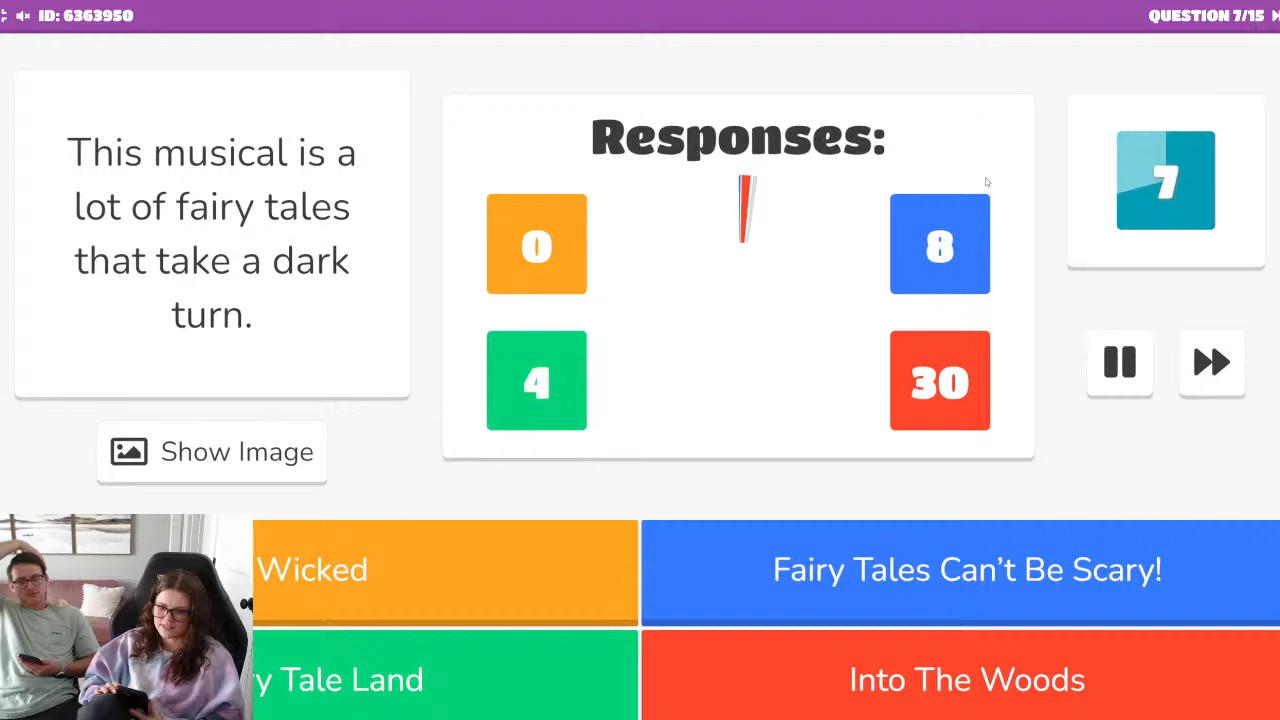 ID: 6363950
QUESTION 7/15
This musical is a
lot of fairy tales
that take a dark
turn.
Show Image
Responses:
0
8
4
30
7
Wicked
Fairy Tales Can't Be Scary!
Tale Land
Into The Woods